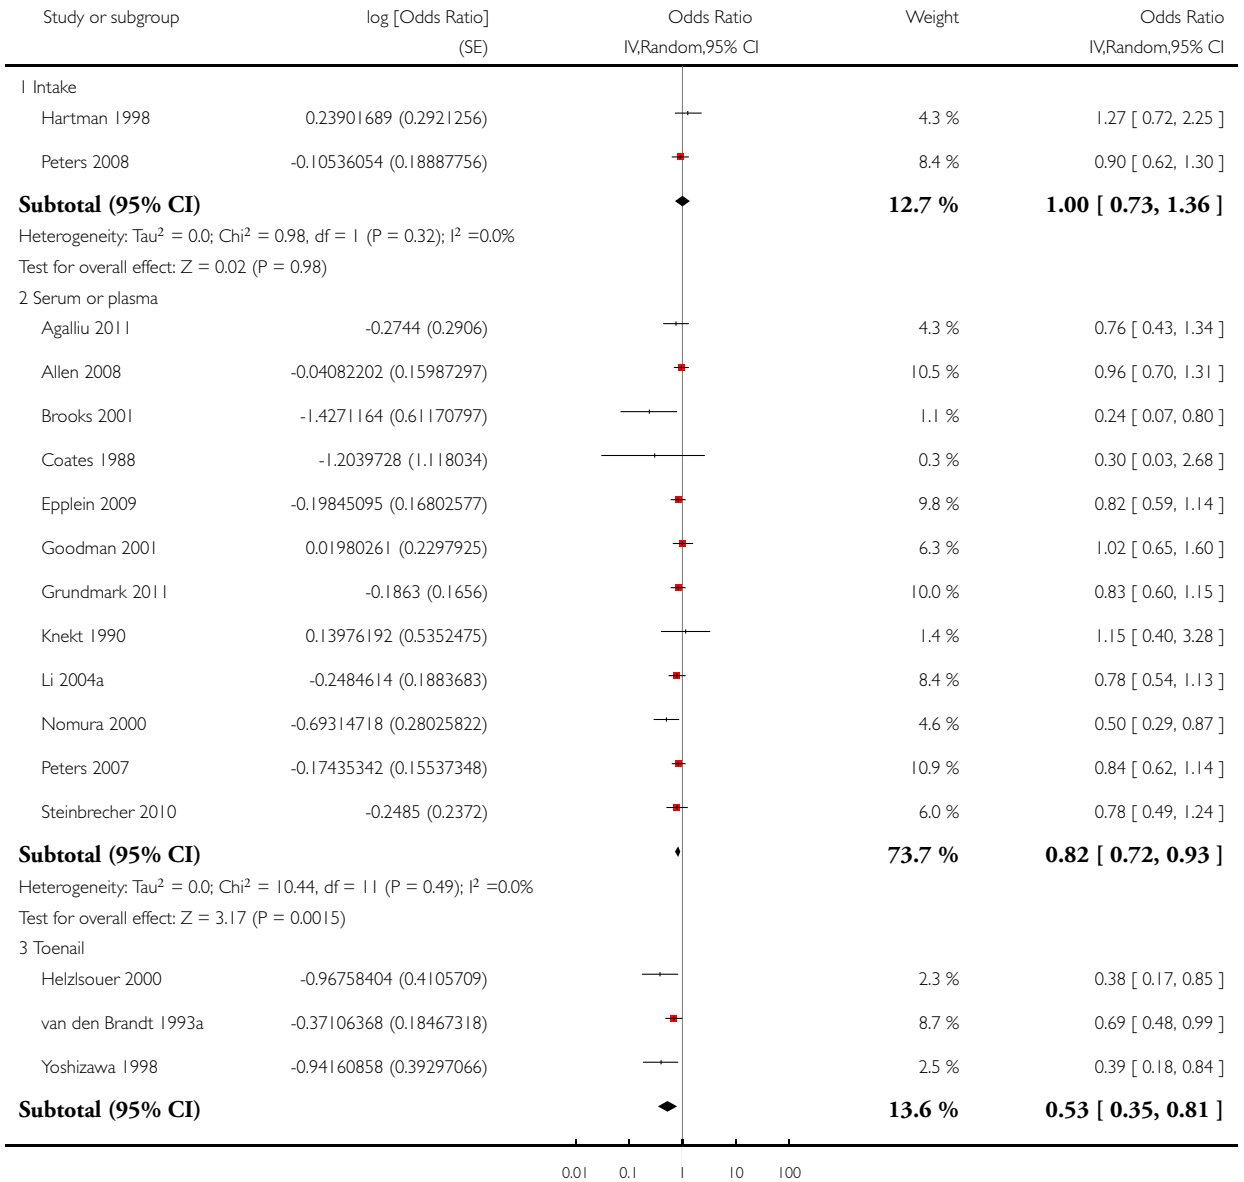 Study or subgroup log [Odds Ratio] Odds Ratio Weight Odds Ratio
(SE) IV,Random,95% CI IV,Random,95% CI
1 Intake
Hartman 1998 0.23901689 (0.2921256) 4.3 % 1.27 [ 0.72, 2.25 ]
Peters 2008 -0.10536054 (0.18887756) 8.4 % 0.90 [ 0.62, 1.30 ]
Subtotal (95% CI) 12.7 % 1.00 [ 0.73, 1.36 ]
Heterogeneity: Tau² = 0.0; Chi² = 0.98, df = 1 (P = 0.32); I² =0.0%
Test for overall effect: Z = 0.02 (P = 0.98)
2 Serum or plasma
Agalliu 2011 -0.2744 (0.2906) 4.3 % 0.76 [ 0.43, 1.34 ]
Allen 2008 -0.04082202 (0.15987297) 10.5 % 0.96 [ 0.70, 1.31 ]
Brooks 2001 -1.4271164 (0.61170797) 1.1 % 0.24 [ 0.07, 0.80 ]
Coates 1988 -1.2039728 (1.118034) 0.3 % 0.30 [ 0.03, 2.68 ]
Epplein 2009 -0.19845095 (0.16802577) 9.8 % 0.82 [ 0.59, 1.14 ]
Goodman 2001 0.01980261 (0.2297925) 6.3 % 1.02 [ 0.65, 1.60 ]
Grundmark 2011 -0.1863 (0.1656) 10.0 % 0.83 [ 0.60, 1.15 ]
Knekt 1990 0.13976192 (0.5352475) 1.4 % 1.15 [ 0.40, 3.28 ]
Li 2004a -0.2484614 (0.1883683) 8.4 % 0.78 [ 0.54, 1.13 ]
Nomura 2000 -0.69314718 (0.28025822) 4.6 % 0.50 [ 0.29, 0.87 ]
Peters 2007 -0.17435342 (0.15537348) 10.9 % 0.84 [ 0.62, 1.14 ]
Steinbrecher 2010 -0.2485 (0.2372) 6.0 % 0.78 [ 0.49, 1.24 ]
Subtotal (95% CI) 73.7 % 0.82 [ 0.72, 0.93 ]
Heterogeneity: Tau² = 0.0; Chi² = 10.44, df = 11 (P = 0.49); I² =0.0%
Test for overall effect: Z = 3.17 (P = 0.0015)
3 Toenail
Helzlsouer 2000 -0.96758404 (0.4105709) 2.3 % 0.38 [ 0.17, 0.85 ]
van den Brandt 1993a -0.37106368 (0.18467318) 8.7 % 0.69 [ 0.48, 0.99 ]
Yoshizawa 1998 -0.94160858 (0.39297066) 2.5 % 0.39 [ 0.18, 0.84 ]
Subtotal (95% CI) 13.6 % 0.53 [ 0.35, 0.81 ]
0.01 0.1 1 10 100